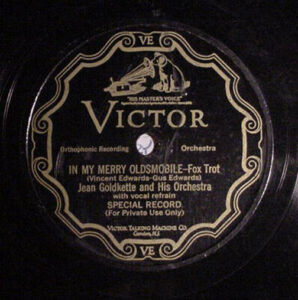 VE
"HIS MASTER'S VOICE"
VICTOR
Orthophonic Recording
Orchestra
IN MY MERRY OLDSMOBILE-Fox Trot
(Vincent Edwards-Gus Edwards)
Jean Goldkette and His Orchestra
with vocal refrain
SPECIAL RECORD
(For Private Use Only)
VICTOR TALKING MACHINE CO.
Camden, N.J.
VE